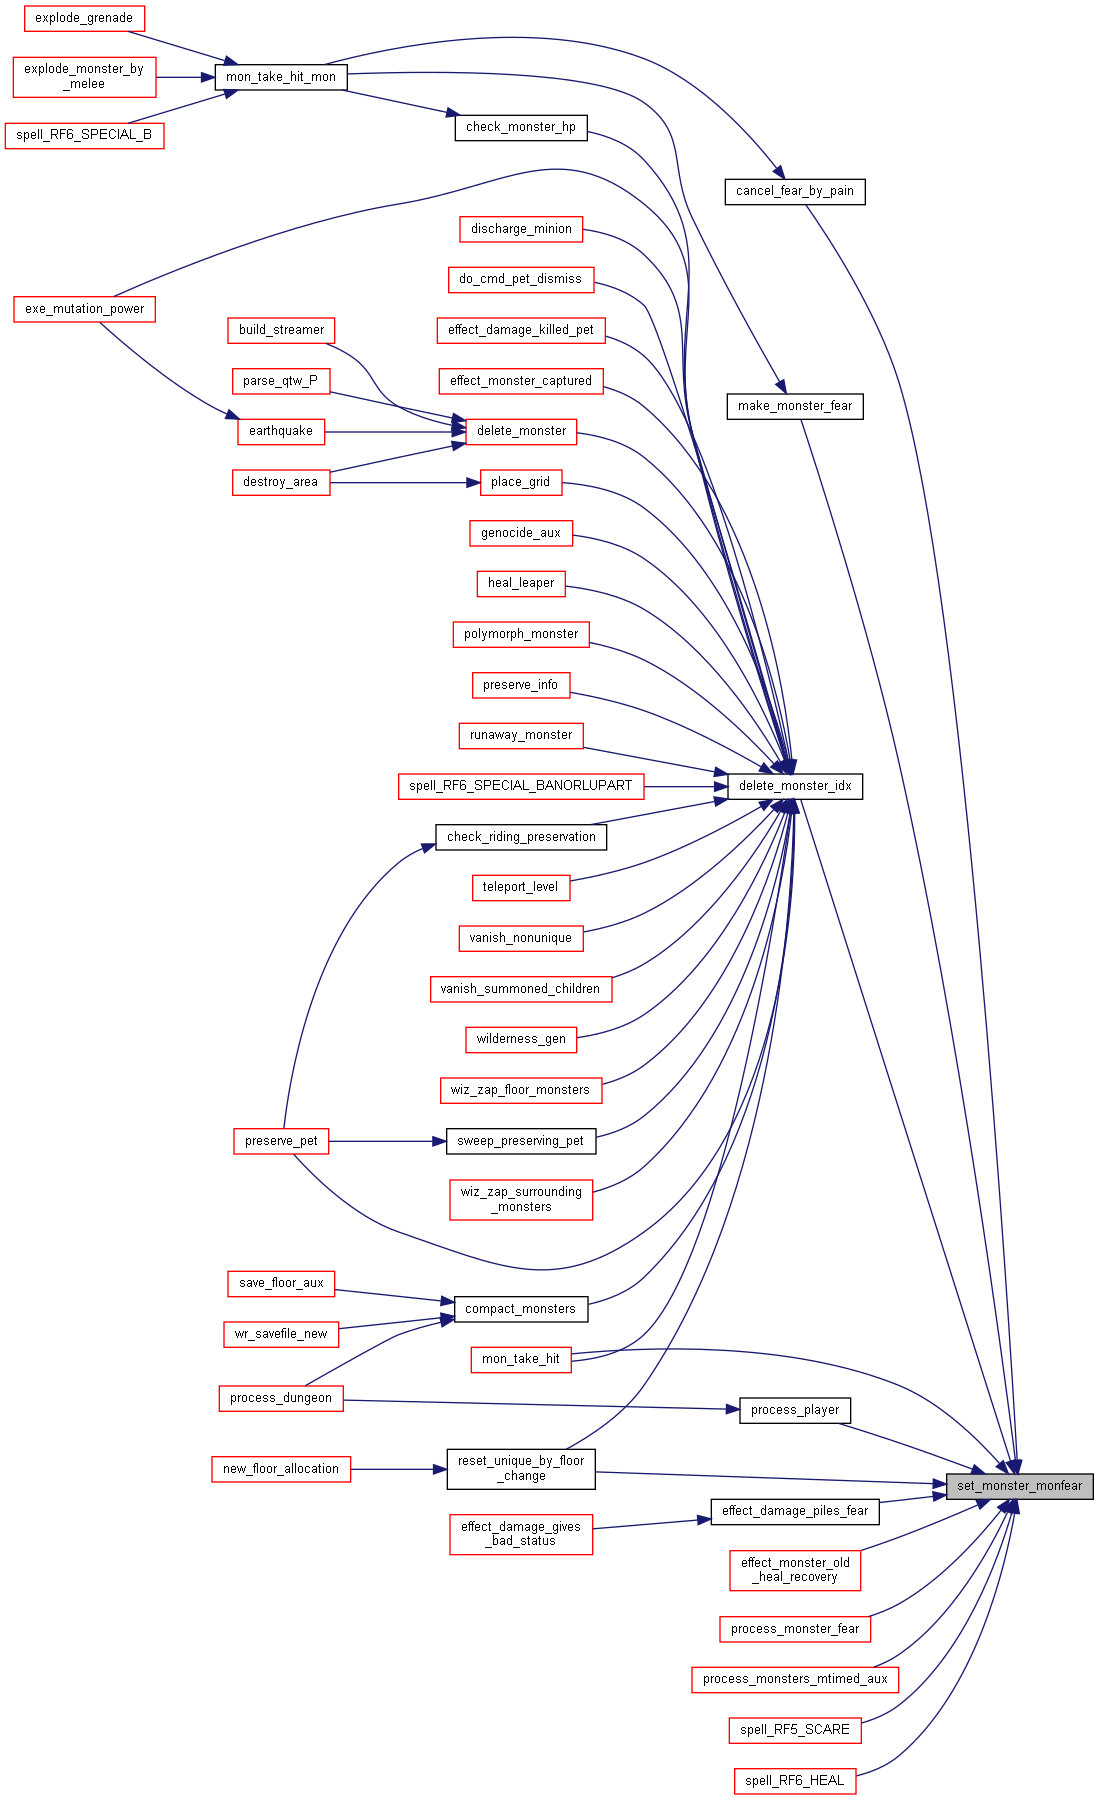 explode_grenade
explode_monster_by
_melee
mon_take_hit_mon
spell_RF6_SPECIAL_B
check_monster_hp
cancel_fear_by_pain
discharge_minion
do_cmd_pet_dismiss
exe_mutation_power
build_streamer
effect_damage_killed_pet
parse_qtw_P
effect_monster_captured
make_monster_fear
earthquake
delete_monster
destroy_area
place_grid
genocide_aux
heal_leaper
polymorph_monster
preserve_info
runaway_monster
spell_RF6_SPECIAL_BANORLUPART
delete_monster_idx
check_riding_preservation
teleport_level
vanish_nonunique
vanish_summoned_children
wilderness_gen
wiz_zap_floor_monsters
preserve_pet
sweep_preserving_pet
wiz_zap_surrounding
_monsters
save_floor_aux
compact_monsters
wr_savefile_new
mon_take_hit
process_dungeon
process_player
new_floor_allocation
reset_unique_by_floor
_change
set_monster_monfear
effect_damage_piles_fear
effect_damage_gives
_bad_status
effect_monster_old
_heal_recovery
process_monster_fear
process_monsters_mtimed_aux
spell_RF5_SCARE
spell_RF6_HEAL